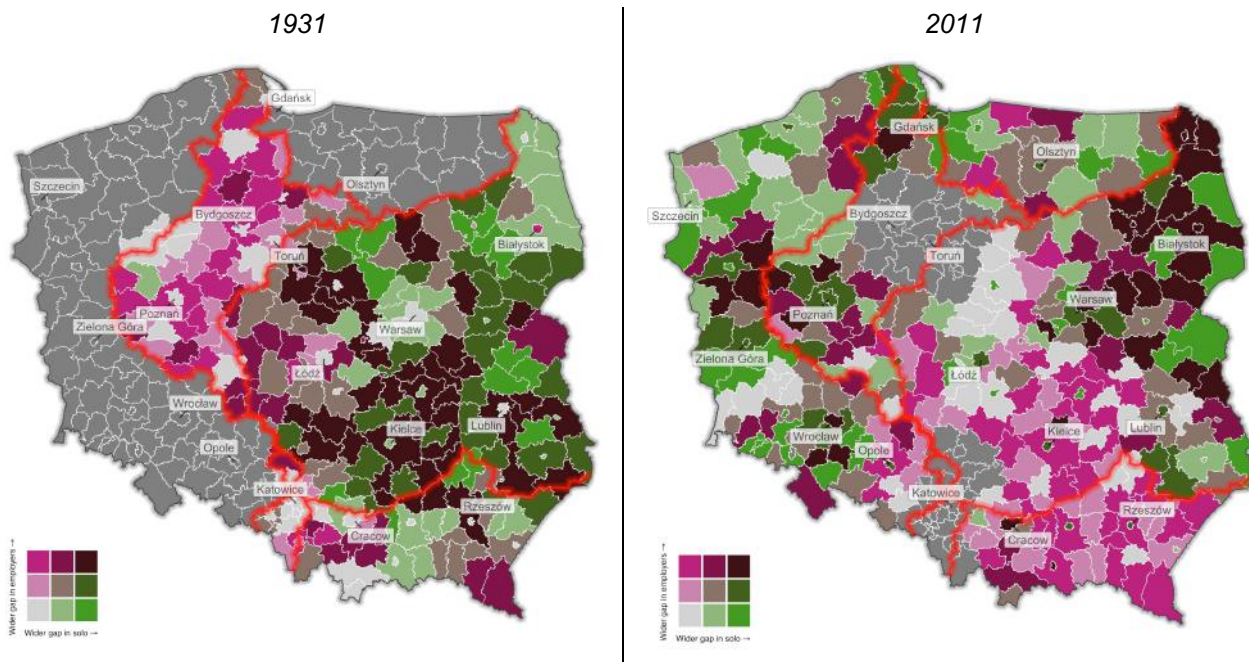 1931
Gdańsk
Szczecin
Olsztyn
Bydgoszcz
Białystok
Toruń
Poznań
Warsaw
Zielona Góra
Łódź
Wrocław
Kielce
Lublin
Opole
Katowice
Rzeszów
Cracow
Wider gap in employers →
Wider gap in solo →
2011
Gdańsk
Olsztyn
Szczecin
Bydgoszcz
Białystok
Toruń
Warsaw
Poznań
Zielona Góra
Łódź
Wrocław
Kielce
Lublin
Opole
Katowice
Rzeszów
Cracow
Wider gap in employers →
Wider gap in solo →